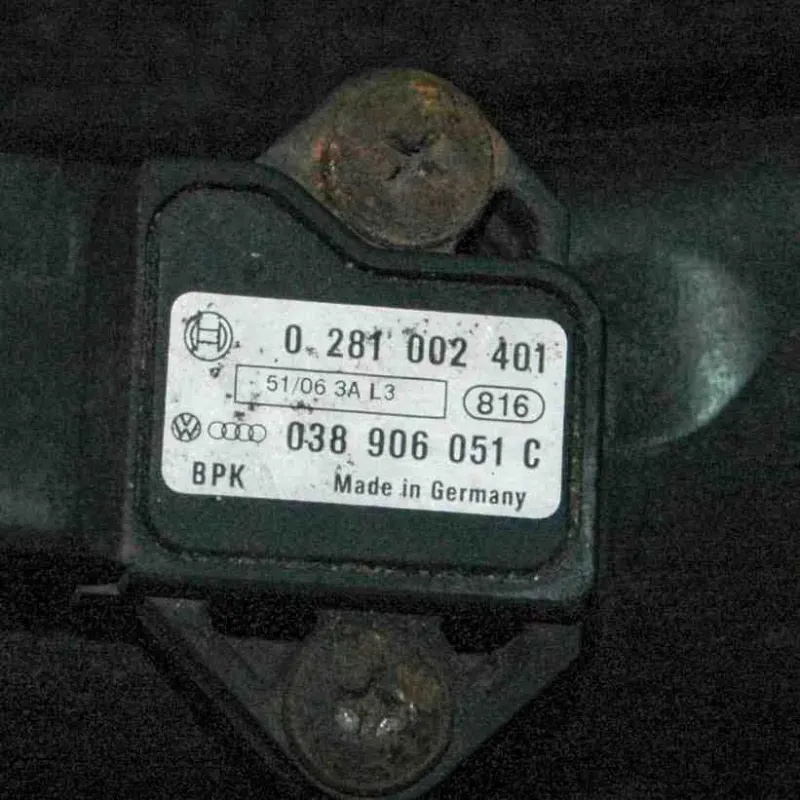 0 281 002 401
51/06 3A L3
816
038 906 051 C
BPK Made in Germany